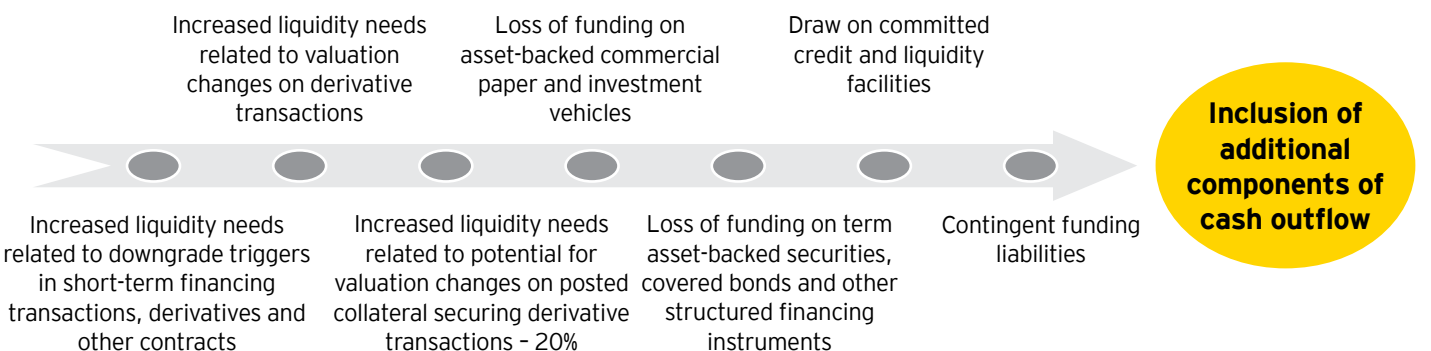 Increased liquidity needs
related to valuation
changes on derivative
transactions
Loss of funding on
asset-backed commercial
paper and investment
vehicles
Draw on committed
credit and liquidity
facilities
Inclusion of
additional
components of
cash outflow
Increased liquidity needs
related to downgrade triggers
in short-term financing
transactions, derivatives and
other contracts
Increased liquidity needs
related to potential for
valuation changes on posted
collateral securing derivative
transactions – 20%
Loss of funding on term
asset-backed securities,
covered bonds and other
structured financing
instruments
Contingent funding
liabilities